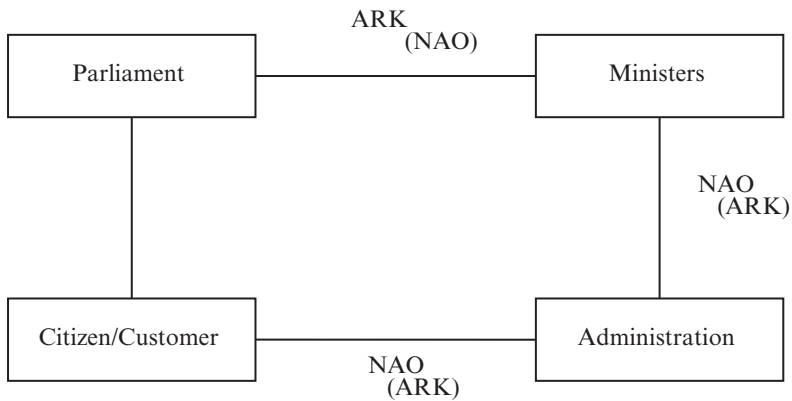 ARK
(NAO)
Parliament
Ministers
NAO
(ARK)
Citizen/Customer
Administration
NAO
(ARK)